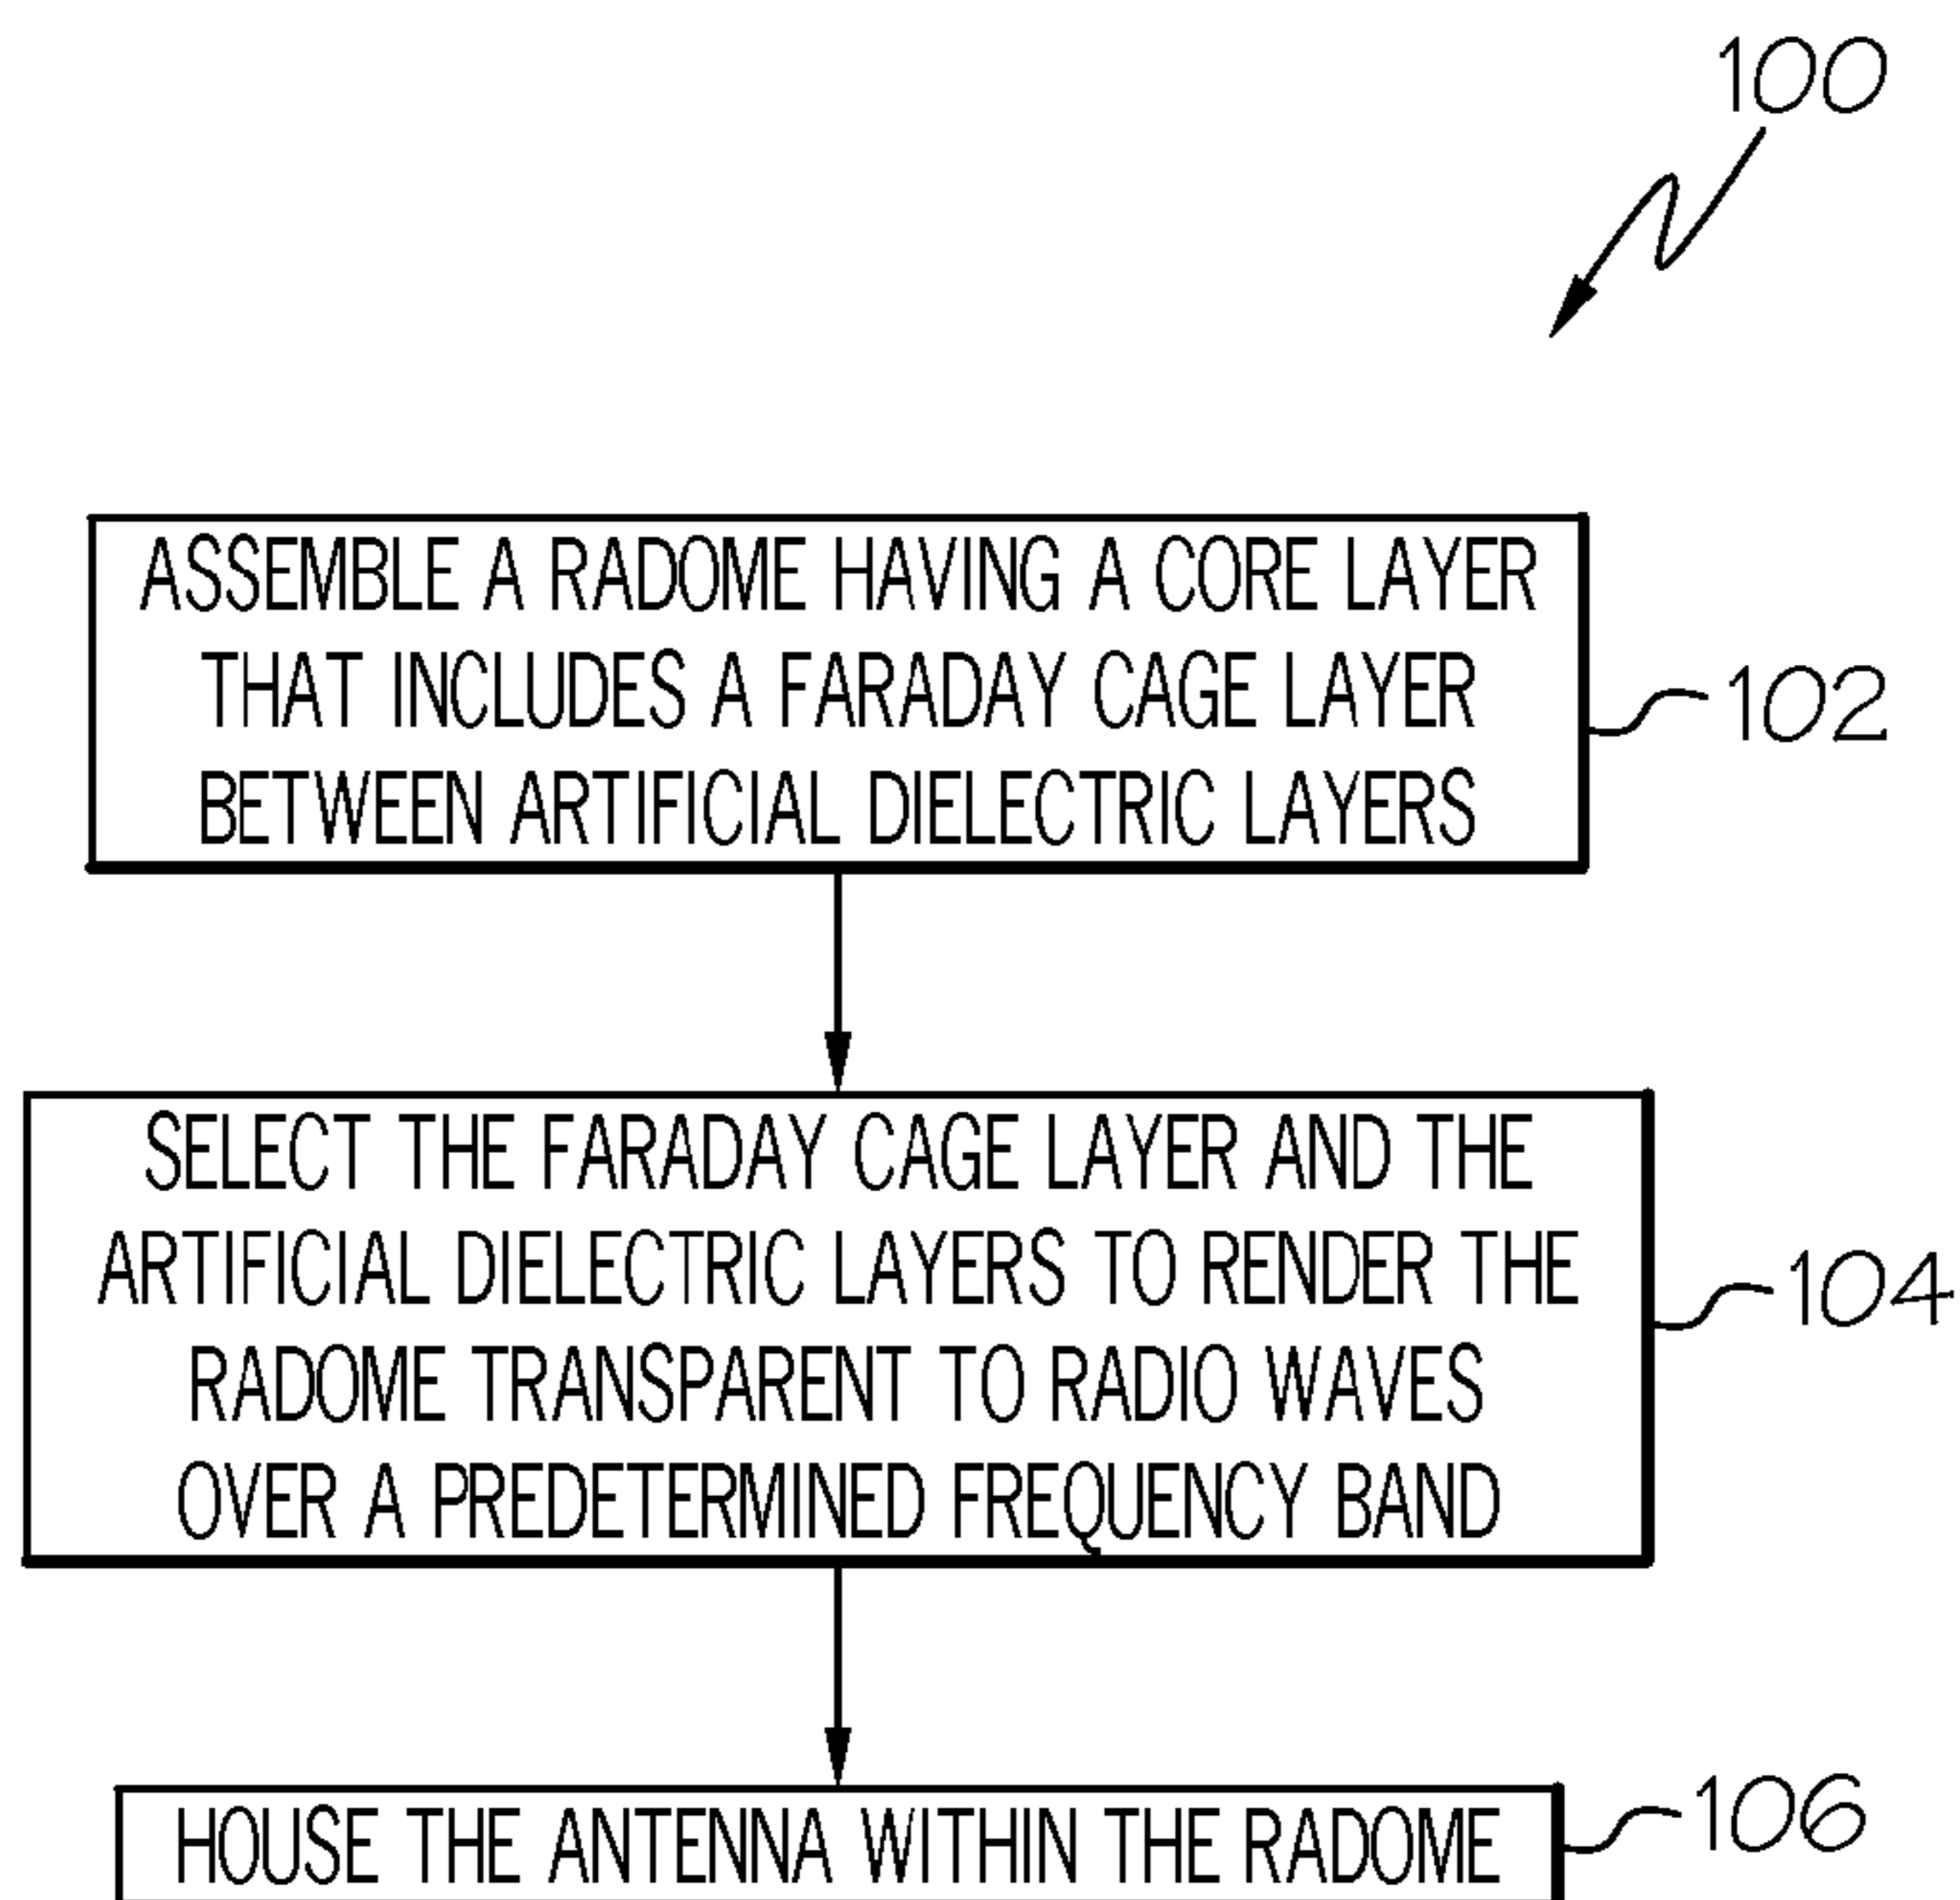 100
ASSEMBLE A RADOME HAVING A CORE LAYER
THAT INCLUDES A FARADAY CAGE LAYER
BETWEEN ARTIFICIAL DIELECTRIC LAYERS
102
SELECT THE FARADAY CAGE LAYER AND THE
ARTIFICIAL DIELECTRIC LAYERS TO RENDER THE
RADOME TRANSPARENT TO RADIO WAVES
OVER A PREDETERMINED FREQUENCY BAND
104
HOUSE THE ANTENNA WITHIN THE RADOME
106